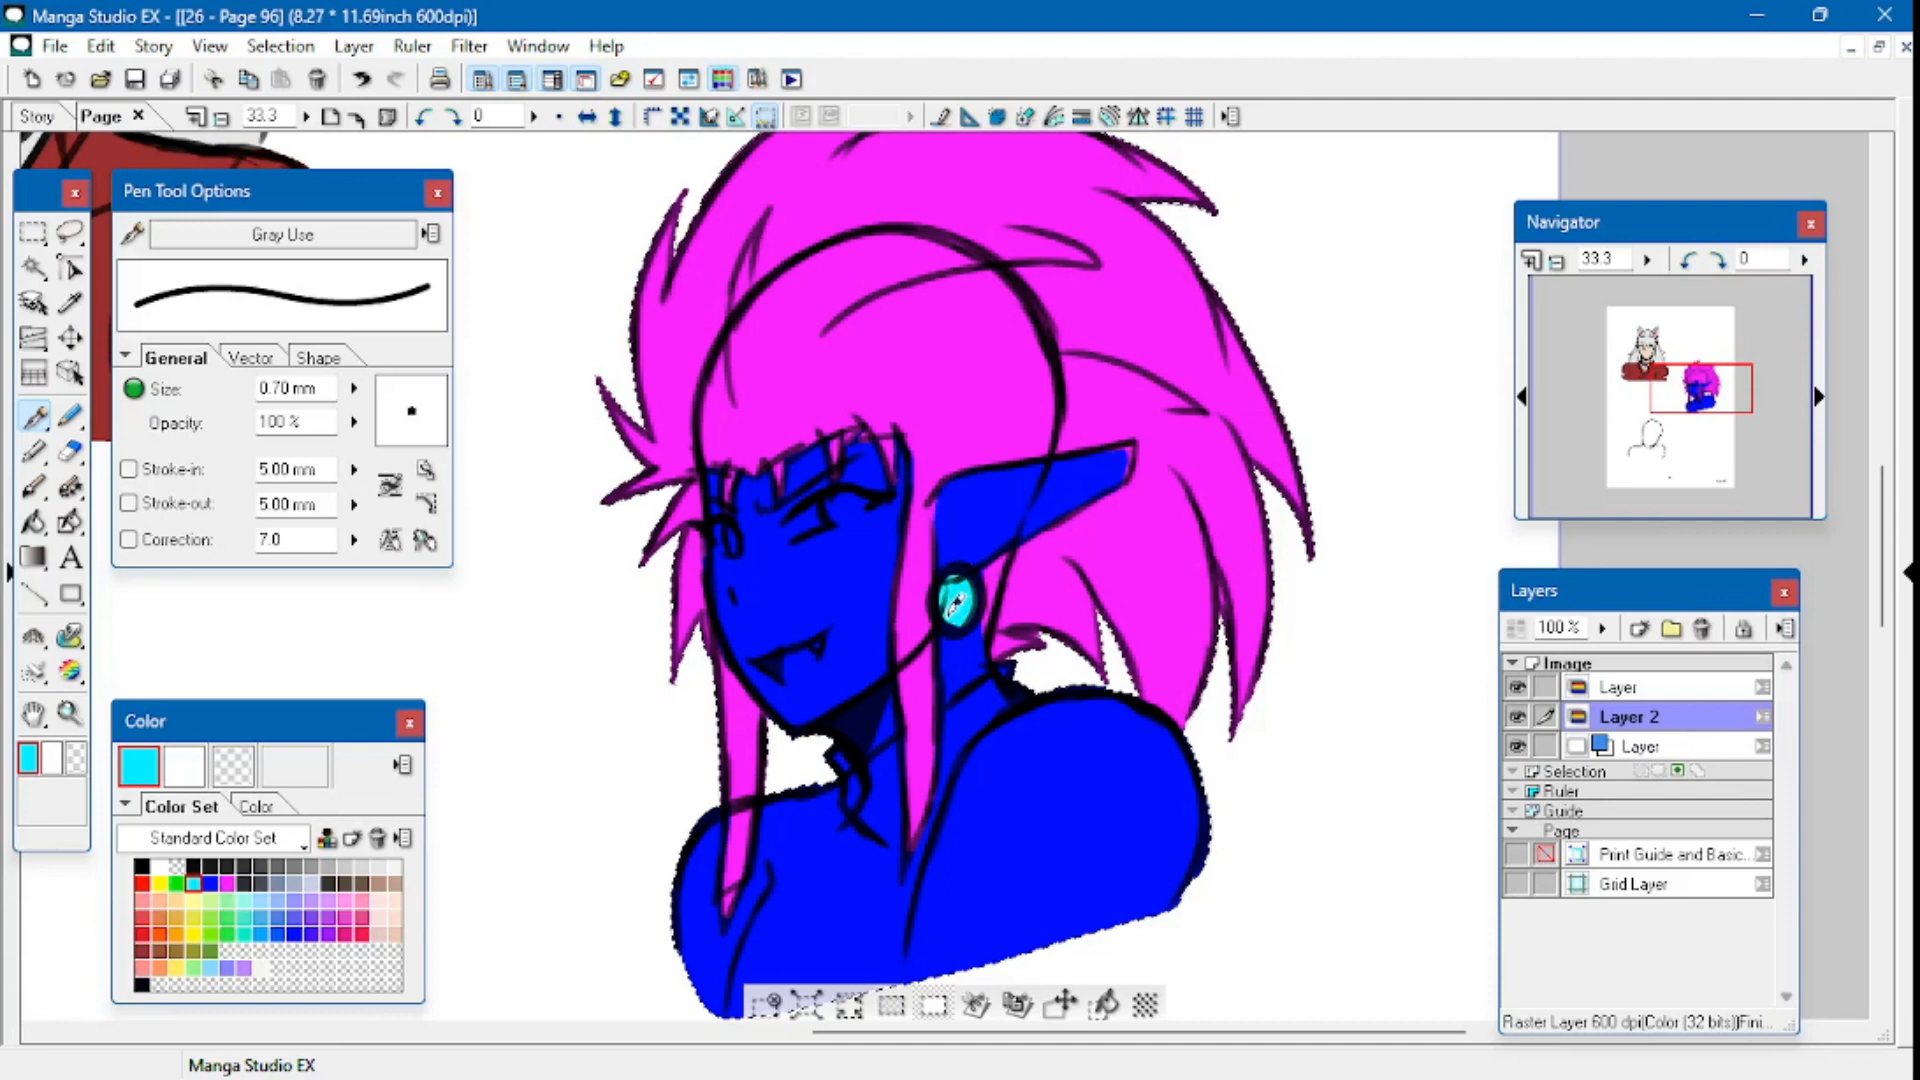 Manga Studio EX - [[26 - Page 96] (8.27 * 11.69inch 600dpi)]
File Edit Story View Selection Layer Ruler Filter Window Help
Story Page 33.3 0
Pen Tool Options
Gray Use
General Vector Shape
Size: 0.70 mm
Opacity: 100 %
Stroke-in: 5.00 mm
Stroke-out: 5.00 mm
Correction: 7.0
Color
Color Set Color
Standard Color Set
Navigator
33.3 0
Layers
100 %
Image
Layer
Layer 2
Layer
Selection
Ruler
Guide
Page
Print Guide and Basic...
Grid Layer
Raster Layer 600 dpi(Color (32 bits))Fini...
Manga Studio EX